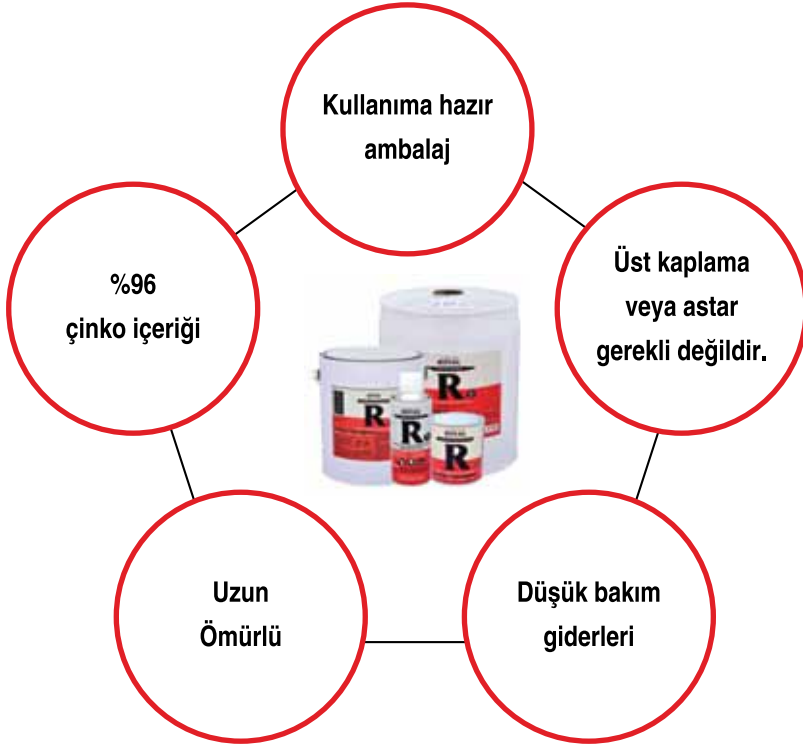 Kullanıma hazır
ambalaj
Üst kaplama
veya astar
gerekli değildir.
Düşük bakım
giderleri
Uzun
Ömürlü
%96
çinko içeriği
R
R
R
R